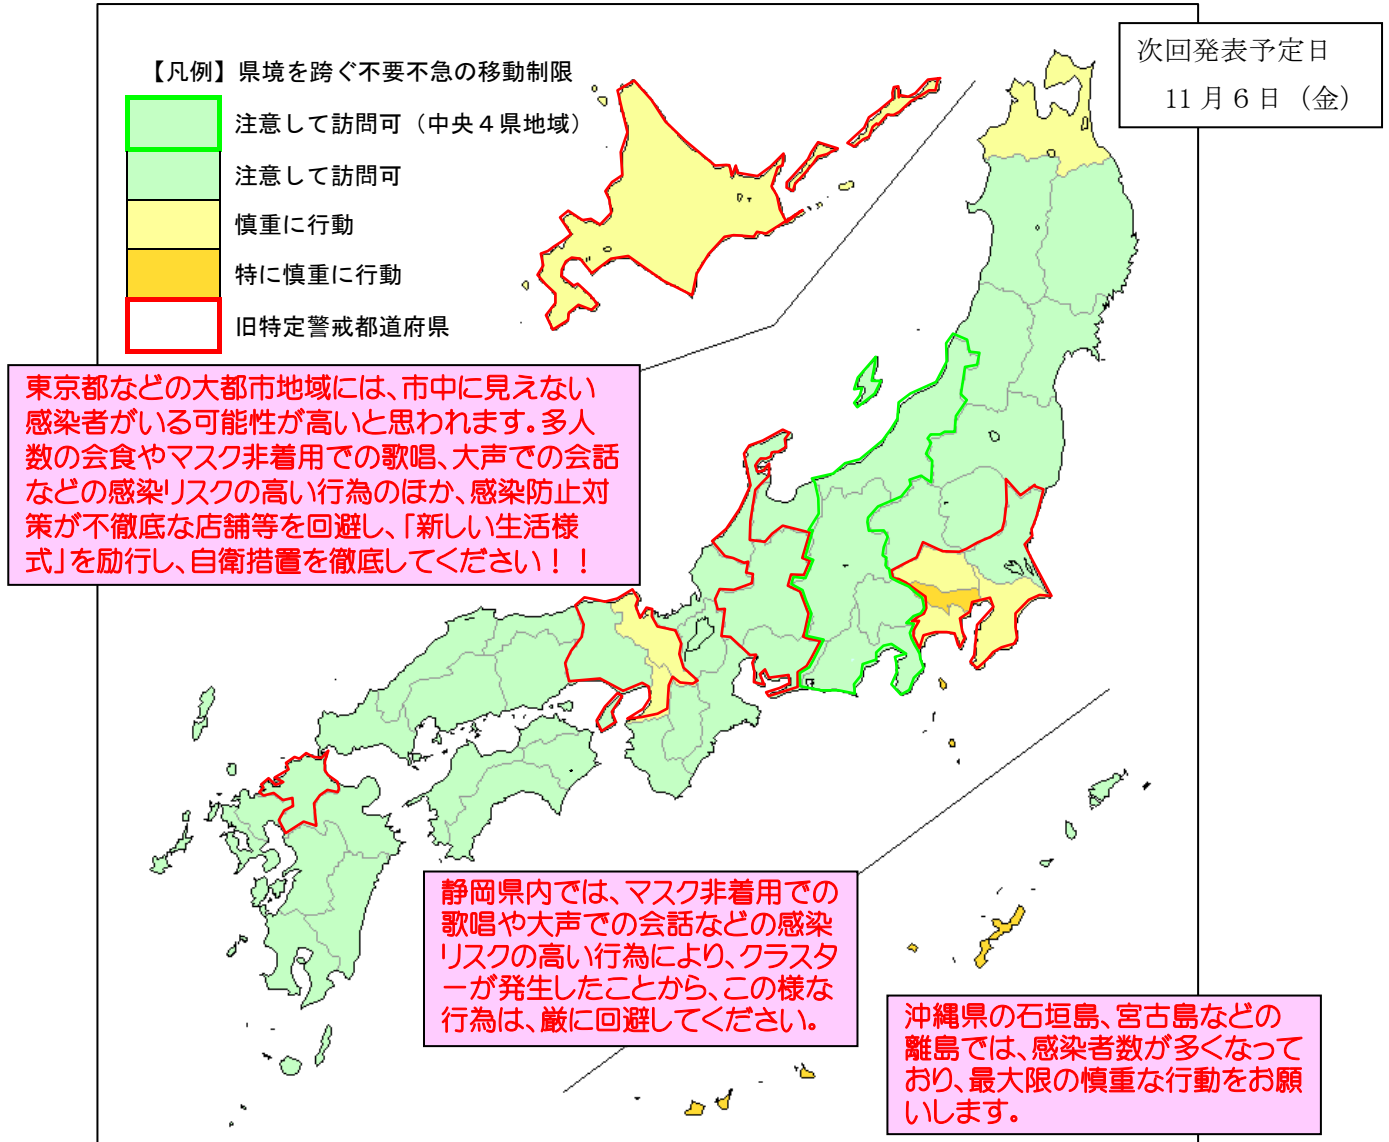 次回発表予定日
11月6日（金）
【凡例】県境を跨ぐ不要不急の移動制限
注意して訪問可（中央４県地域）
注意して訪問可
慎重に行動
特に慎重に行動
旧特定警戒都道府県
東京都などの大都市地域には、市中に見えない
感染者がいる可能性が高いと思われます。多人
数の会食やマスク非着用での歌唱、大声での会話
などの感染リスクの高い行為のほか、感染防止対
策が不徹底な店舗等を回避し、「新しい生活様
式」を励行し、自衛措置を徹底してください！！
静岡県内では、マスク非着用での
歌唱や大声での会話などの感染
リスクの高い行為により、クラスタ
ーが発生したことから、この様な
行為は、厳に回避してください。
沖縄県の石垣島、宮古島などの
離島では、感染者数が多くなって
おり、最大限の慎重な行動をお願
いします。